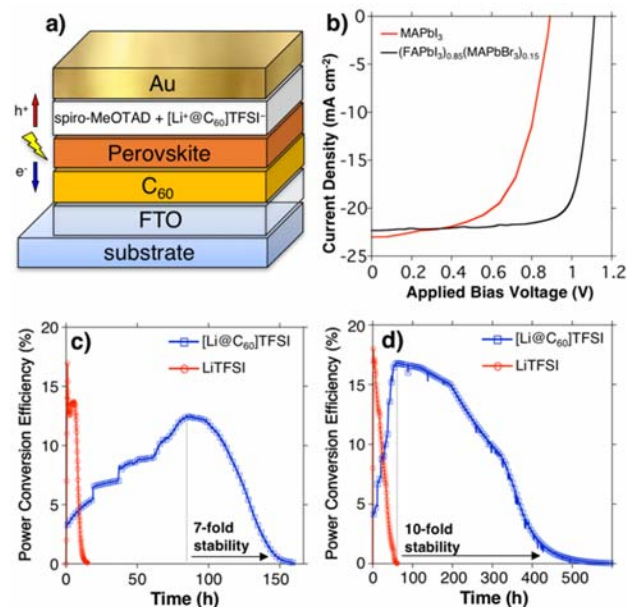 a)
Au
h⁺
spiro-MeOTAD + [Li⁺@C₆₀]TFSI⁻
Perovskite
e⁻
C₆₀
FTO
substrate
b)
MAPbI₃
(FAPbI₃)₀.₈₅(MAPbBr₃)₀.₁₅
Current Density (mA cm⁻²)
0
-5
-10
-15
-20
-25
0 0.2 0.4 0.6 0.8 1 1.2
Applied Bias Voltage (V)
c)
[Li@C₆₀]TFSI
LiTFSI
Power Conversion Efficiency (%)
20
15
10
5
0
7-fold
stability
0 50 100 150
Time (h)
d)
[Li@C₆₀]TFSI
LiTFSI
Power Conversion Efficiency (%)
20
15
10
5
0
10-fold
stability
0 100 200 300 400 500 600
Time (h)